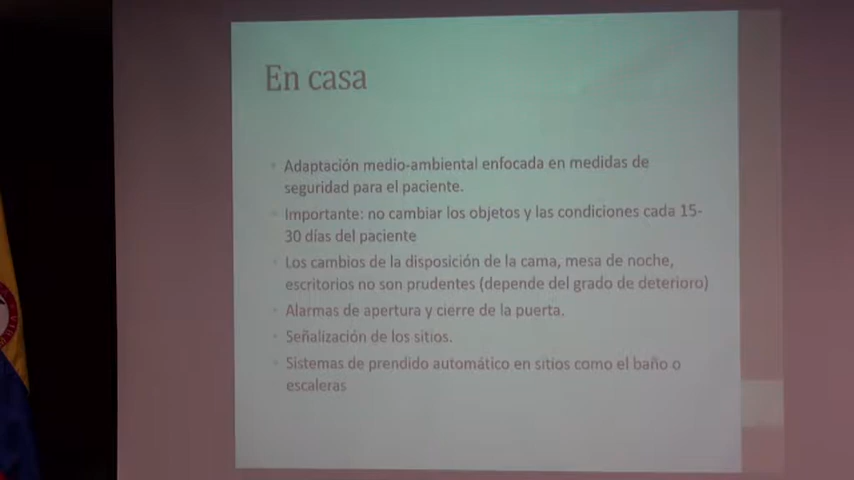 En casa
Adaptación medio-ambiental enfocada en medidas de
seguridad para el paciente.
Importante: no cambiar los objetos y las condiciones cada 15-
30 días del paciente
Los cambios de la disposición de la cama, mesa de noche,
escritorios no son prudentes (depende del grado de deterioro)
Alarmas de apertura y cierre de la puerta.
Señalización de los sitios.
Sistemas de prendido automático en sitios como el baño o
escaleras